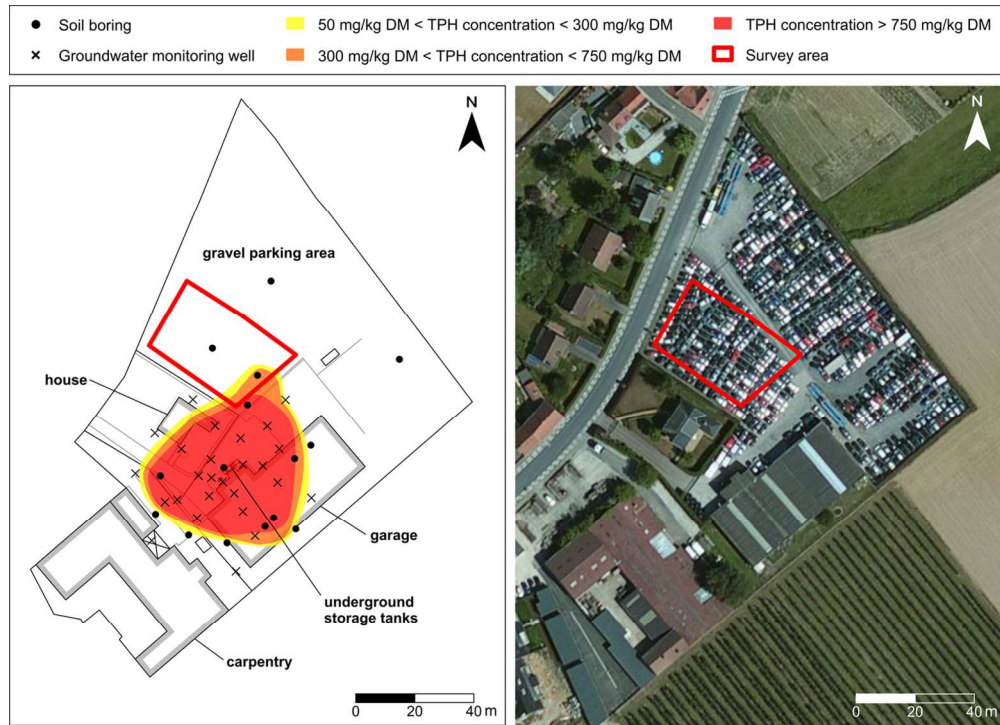 Soil boring
50 mg/kg DM < TPH concentration < 300 mg/kg DM
TPH concentration > 750 mg/kg DM
Groundwater monitoring well
300 mg/kg DM < TPH concentration < 750 mg/kg DM
Survey area
N
gravel parking area
house
garage
underground
storage tanks
carpentry
0 20 40 m
N
0 20 40 m